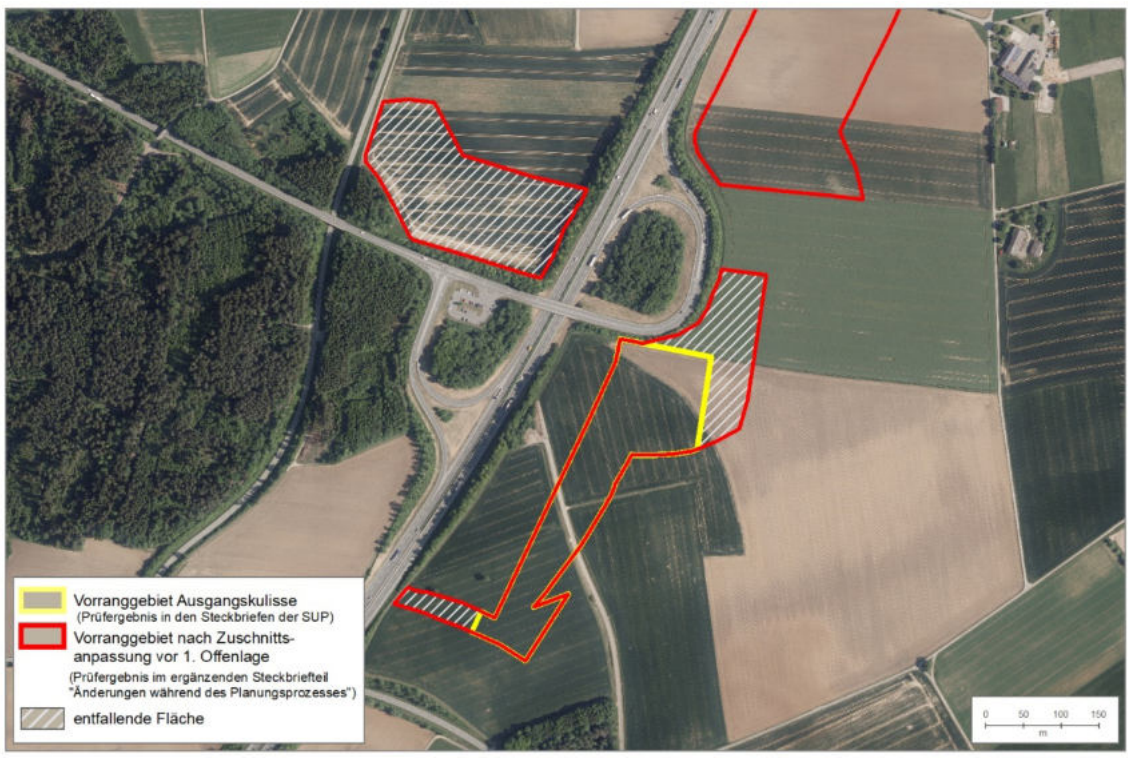 Vorranggebiet Ausgangskulisse
(Prüfergebnis in den Steckbriefen der SUP)
Vorranggebiet nach Zuschnitts-
anpassung vor 1. Offenlage
(Prüfergebnis im ergänzenden Steckbriefteil
"Änderungen während des Planungsprozesses")
entfallende Fläche
0 50 100 150
m